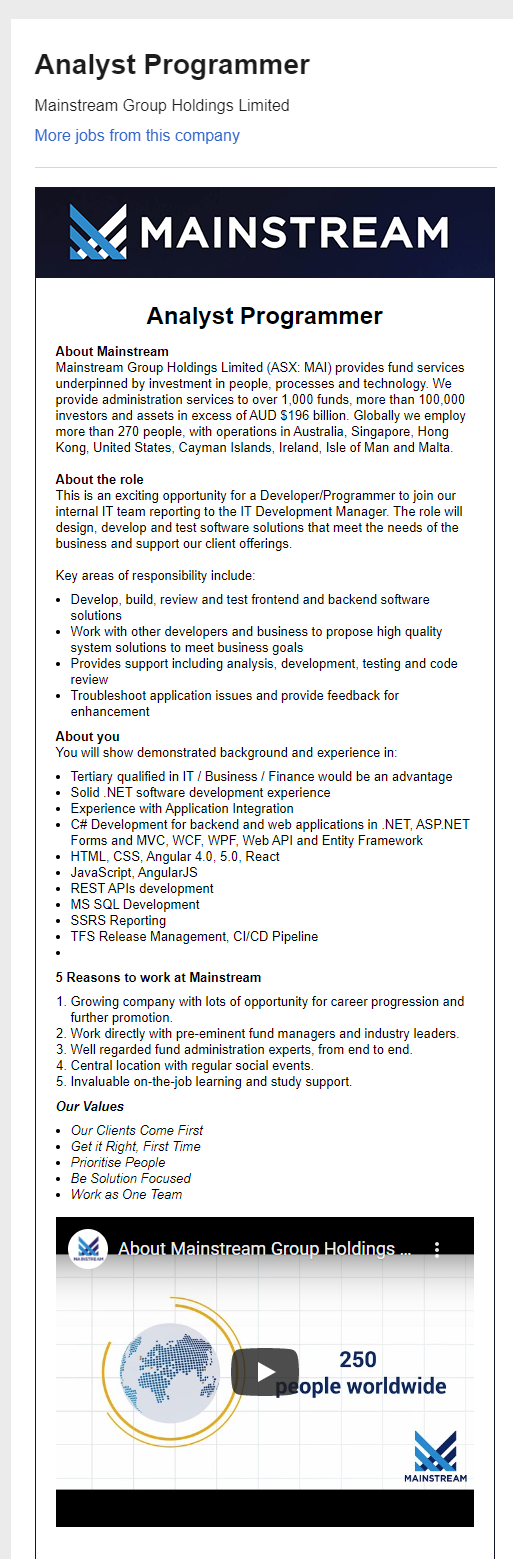 Analyst Programmer
Mainstream Group Holdings Limited
More jobs from this company
MAINSTREAM
Analyst Programmer
About Mainstream
Mainstream Group Holdings Limited (ASX: MAI) provides fund services
underpinned by investment in people, processes and technology. We
provide administration services to over 1,000 funds, more than 100,000
investors and assets in excess of AUD $196 billion. Globally we employ
more than 270 people, with operations in Australia, Singapore, Hong
Kong, United States, Cayman Islands, Ireland, Isle of Man and Malta.
About the role
This is an exciting opportunity for a Developer/Programmer to join our
internal IT team reporting to the IT Development Manager. The role will
design, develop and test software solutions that meet the needs of the
business and support our client offerings.
Key areas of responsibility include:
• Develop, build, review and test frontend and backend software
solutions
• Work with other developers and business to propose high quality
system solutions to meet business goals
• Provides support including analysis, development, testing and code
review
• Troubleshoot application issues and provide feedback for
enhancement
About you
You will show demonstrated background and experience in:
• Tertiary qualified in IT / Business / Finance would be an advantage
• Solid .NET software development experience
• Experience with Application Integration
• C# Development for backend and web applications in .NET, ASP.NET
Forms and MVC, WCF, WPF, Web API and Entity Framework
• HTML, CSS, Angular 4.0, 5.0, React
• JavaScript, AngularJS
• REST APIs development
• MS SQL Development
• SSRS Reporting
• TFS Release Management, CI/CD Pipeline
•
5 Reasons to work at Mainstream
1. Growing company with lots of opportunity for career progression and
further promotion.
2. Work directly with pre-eminent fund managers and industry leaders.
3. Well regarded fund administration experts, from end to end.
4. Central location with regular social events.
5. Invaluable on-the-job learning and study support.
Our Values
• Our Clients Come First
• Get it Right, First Time
• Prioritise People
• Be Solution Focused
• Work as One Team
MAINSTREAM
About Mainstream Group Holdings ...
250
people worldwide
MAINSTREAM